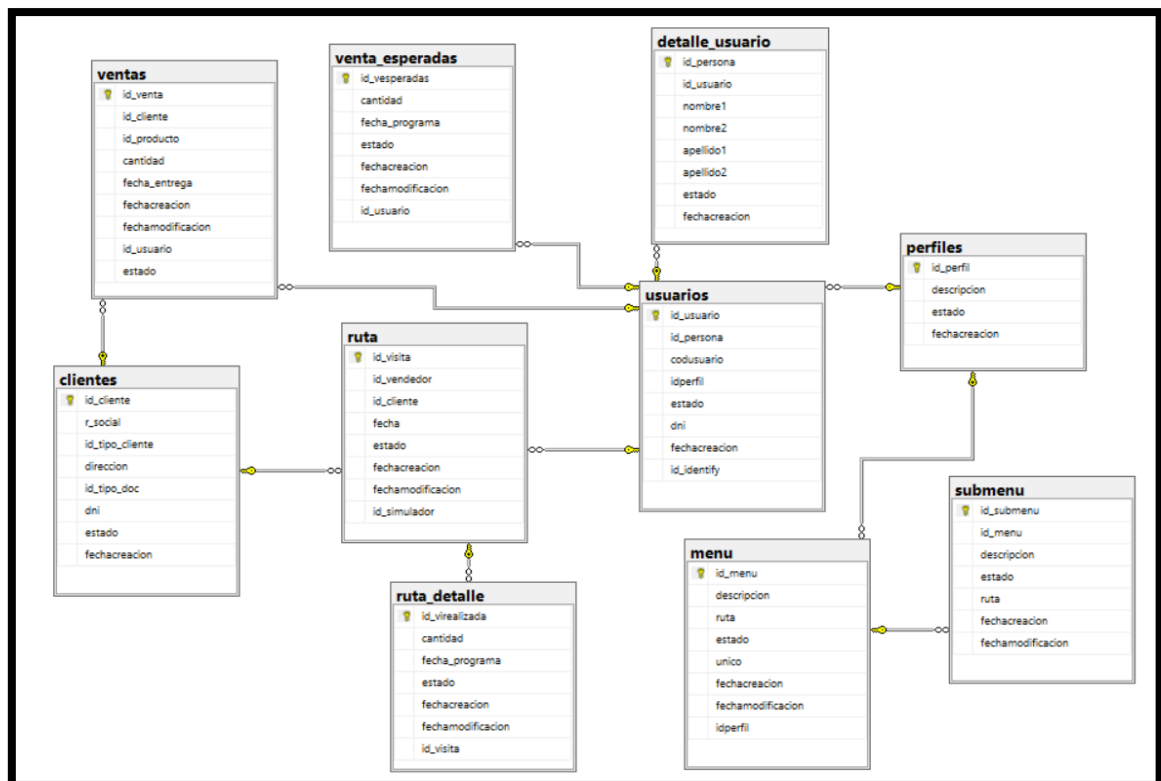 ventas
id_venta
id_cliente
id_producto
cantidad
fecha_entrega
fechacreacion
fechamodificacion
id_usuario
estado
venta_esperadas
id_vesperadas
cantidad
fecha_programa
estado
fechacreacion
fechamodificacion
id_usuario
detalle_usuario
id_persona
id_usuario
nombre1
nombre2
apellido1
apellido2
estado
fechacreacion
perfiles
id_perfil
descripcion
estado
fechacreacion
usuarios
id_usuario
id_persona
codusuario
idperfil
estado
dni
fechacreacion
id_identify
ruta
id_visita
id_vendedor
id_cliente
fecha
estado
fechacreacion
fechamodificacion
id_simulador
clientes
id_cliente
r_social
id_tipo_cliente
direccion
id_tipo_doc
dni
estado
fechacreacion
submenu
id_submenu
id_menu
descripcion
estado
ruta
fechacreacion
fechamodificacion
menu
id_menu
descripcion
ruta
estado
unico
fechacreacion
fechamodificacion
idperfil
ruta_detalle
id_virealizada
cantidad
fecha_programa
estado
fechacreacion
fechamodificacion
id_visita